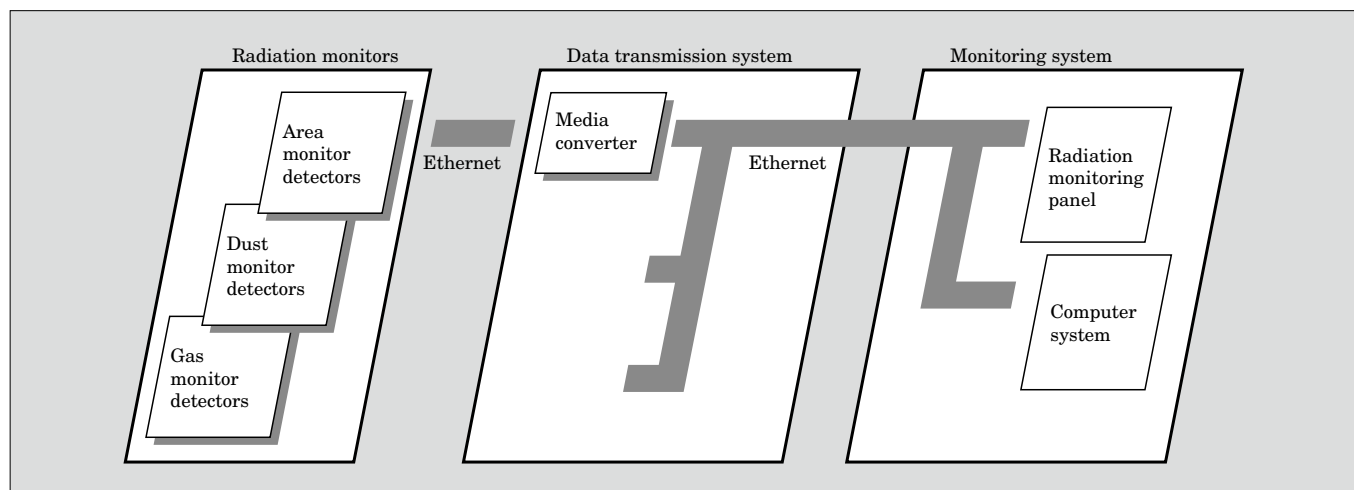 Radiation monitors
Area
monitor
detectors
Dust
monitor
detectors
Gas
monitor
detectors
Ethernet
Data transmission system
Media
converter
Ethernet
Monitoring system
Radiation
monitoring
panel
Computer
system